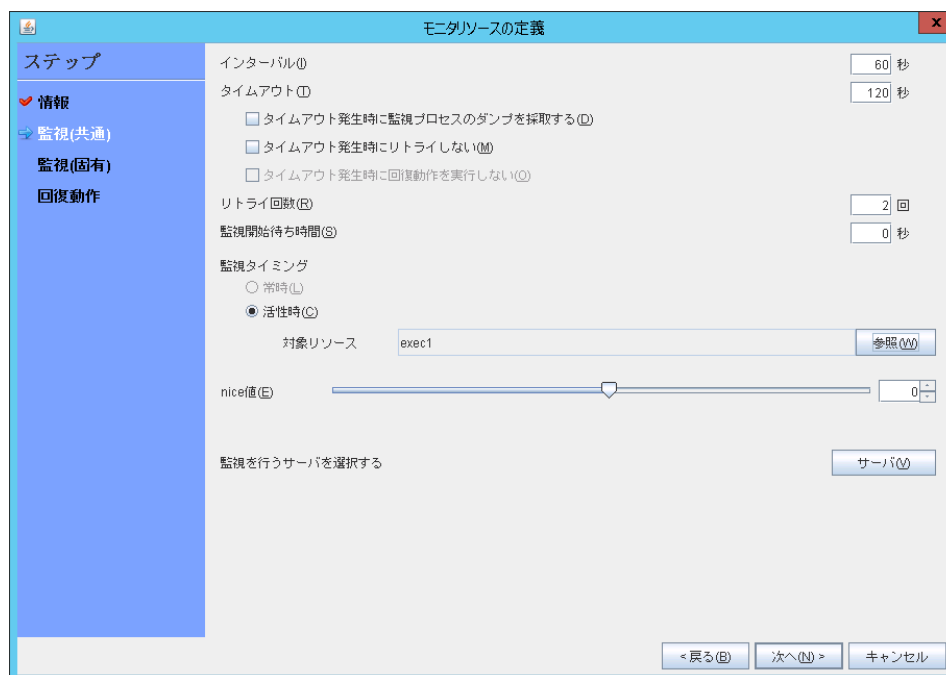 モニタリソースの定義
x
ステップ
情報
監視(共通)
監視(固有)
回復動作
インターバル(I) 60 秒
タイムアウト(T) 120 秒
タイムアウト発生時に監視プロセスのダンプを採取する(D)
タイムアウト発生時にリトライしない(M)
タイムアウト発生時に回復動作を実行しない(O)
リトライ回数(R) 2 回
監視開始待ち時間(S) 0 秒
監視タイミング
常時(L)
活性時(C)
対象リソース exec1 参照(W)
nice値(E) 0
監視を行うサーバを選択する サーバ(V)
<戻る(B) 次へ(N)> キャンセル